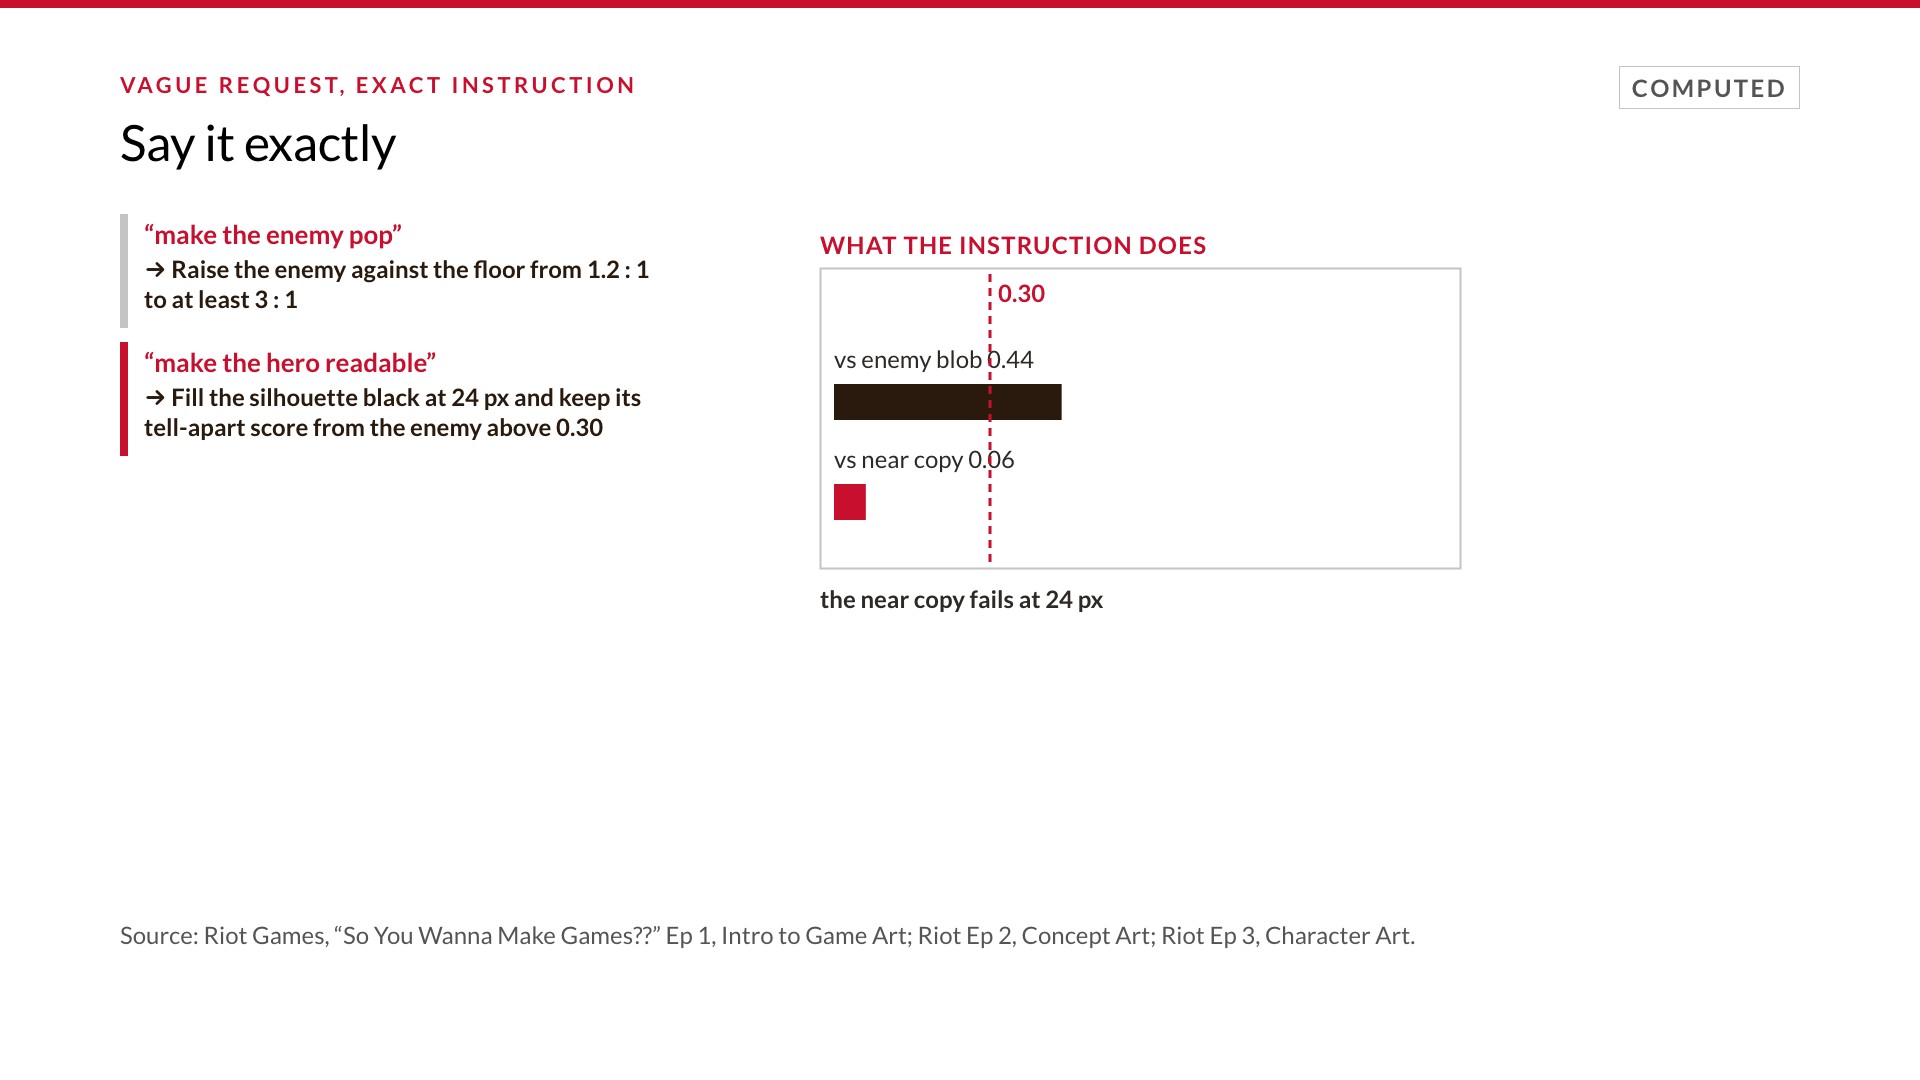 VAGUE REQUEST, EXACT INSTRUCTION
COMPUTED
Say it exactly
“make the enemy pop”
→ Raise the enemy against the floor from 1.2 : 1
to at least 3 : 1
“make the hero readable”
→ Fill the silhouette black at 24 px and keep its
tell-apart score from the enemy above 0.30
WHAT THE INSTRUCTION DOES
0.30
vs enemy blob 0.44
vs near copy 0.06
the near copy fails at 24 px
Source: Riot Games, “So You Wanna Make Games??” Ep 1, Intro to Game Art; Riot Ep 2, Concept Art; Riot Ep 3, Character Art.